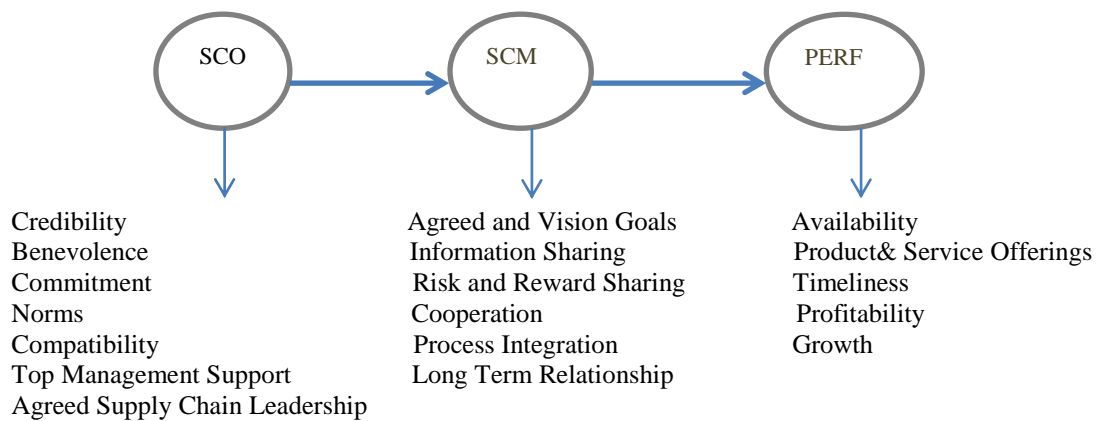 SCO
SCM
PERF
Credibility
Benevolence
Commitment
Norms
Compatibility
Top Management Support
Agreed Supply Chain Leadership
Agreed and Vision Goals
Information Sharing
Risk and Reward Sharing
Cooperation
Process Integration
Long Term Relationship
Availability
Product& Service Offerings
Timeliness
Profitability
Growth